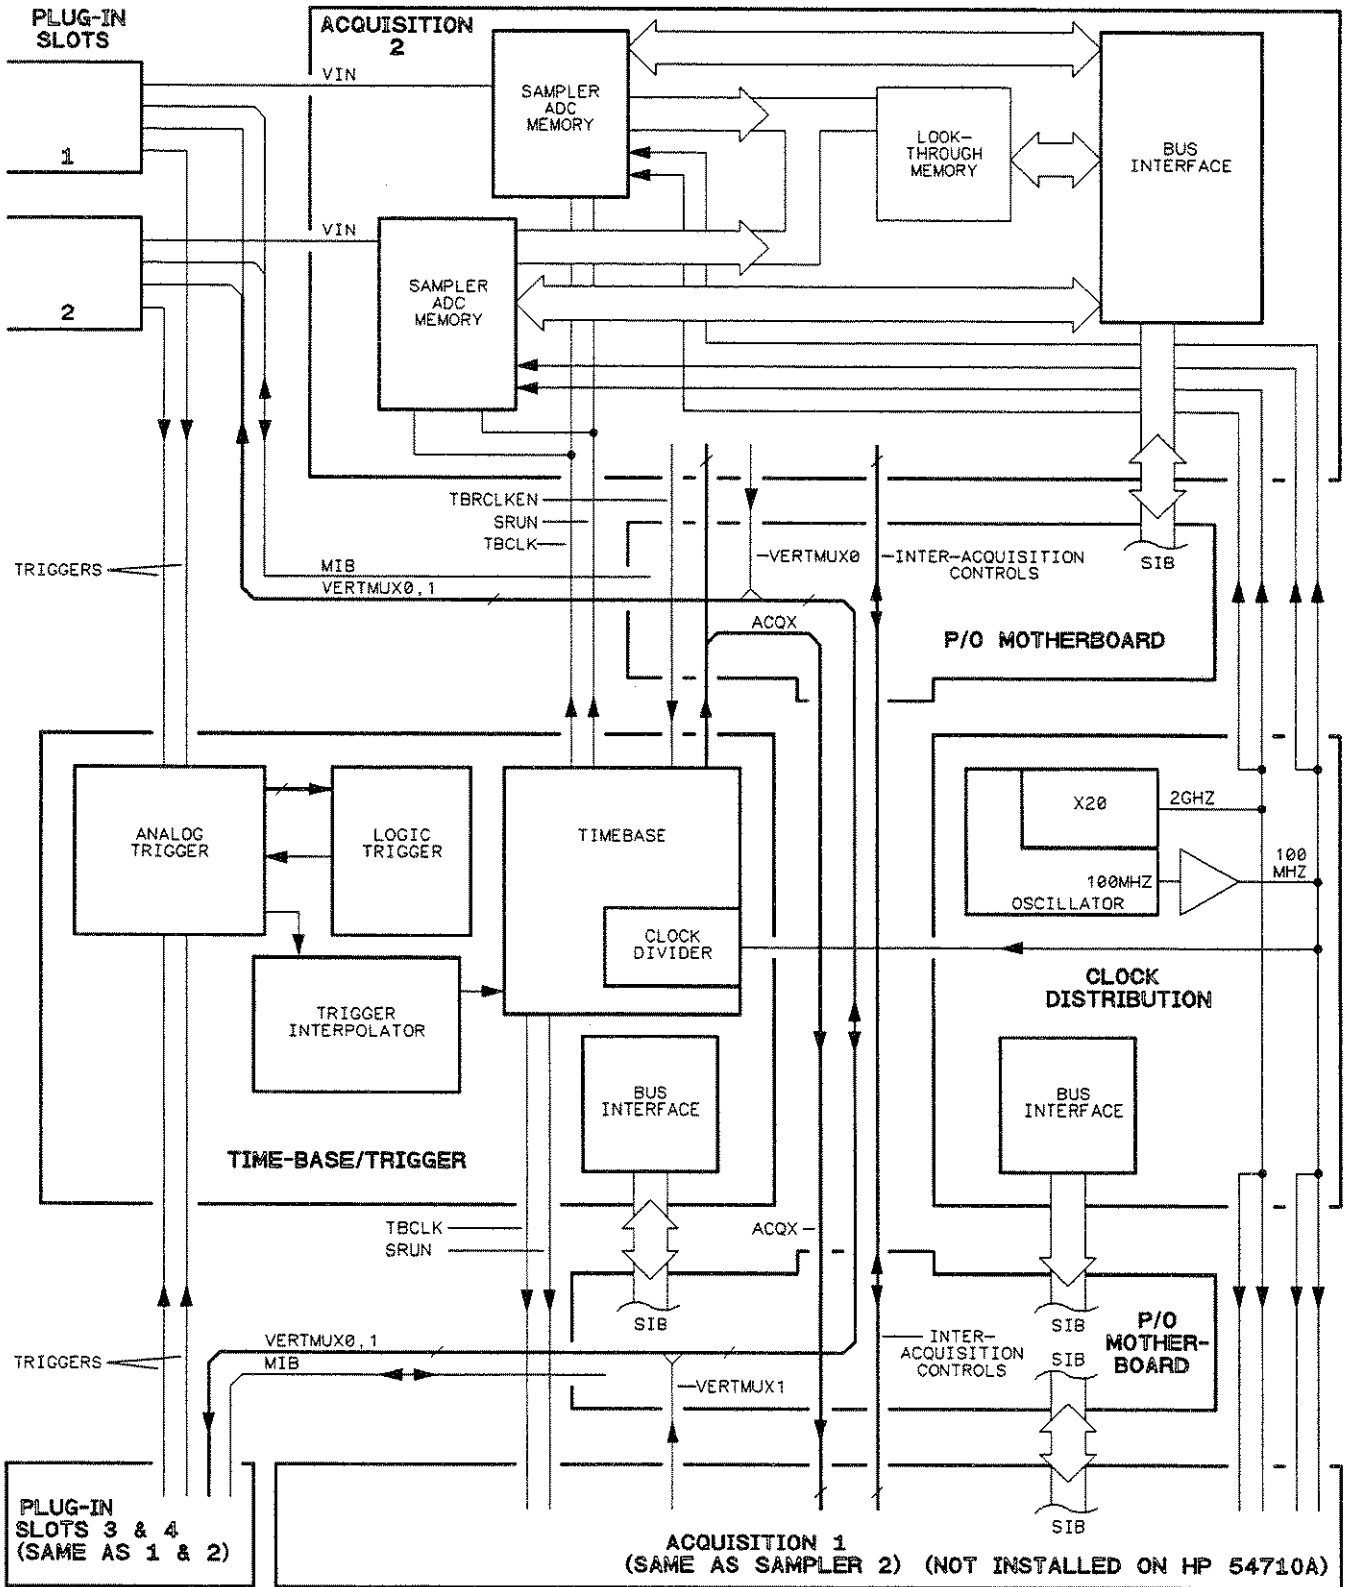 PLUG-IN
SLOTS
ACQUISITION
2
VIN
SAMPLER
ADC
MEMORY
LOOK-
THROUGH
MEMORY
BUS
INTERFACE
1
VIN
SAMPLER
ADC
MEMORY
2
TBRCLKEN
SRUN
TBCLK
VERTMUX0
INTER-ACQUISITION
CONTROLS
SIB
TRIGGERS
MIB
VERTMUX0,1
ACQX
P/O MOTHERBOARD
ANALOG
TRIGGER
LOGIC
TRIGGER
TIMEBASE
X20
2GHZ
100MHZ
OSCILLATOR
100
MHZ
CLOCK
DIVIDER
CLOCK
DISTRIBUTION
TRIGGER
INTERPOLATOR
BUS
INTERFACE
BUS
INTERFACE
TIME-BASE/TRIGGER
TBCLK
SRUN
ACQX
SIB
SIB
P/O
MOTHER-
BOARD
VERTMUX0,1
MIB
TRIGGERS
INTER-
ACQUISITION
CONTROLS
SIB
VERTMUX1
SIB
PLUG-IN
SLOTS 3 & 4
(SAME AS 1 & 2)
ACQUISITION 1
(SAME AS SAMPLER 2) (NOT INSTALLED ON HP 54710A)